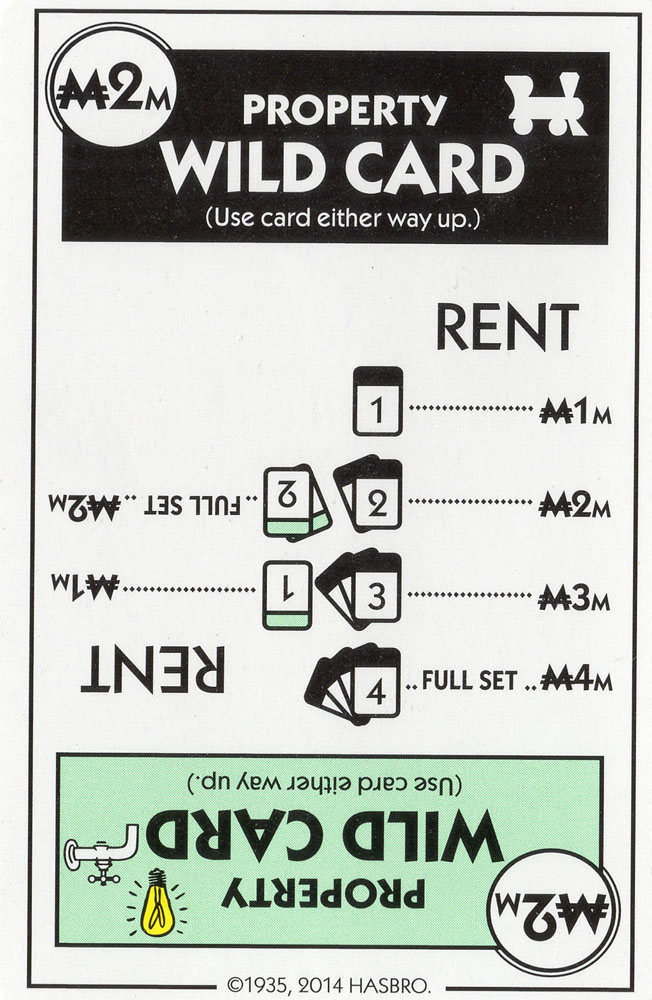 ₩2M
PROPERTY
WILD CARD
(Use card either way up.)
RENT
1 ₩1M
2 ₩2M
3 ₩3M
4 .. FULL SET .. ₩4M
₩2M
PROPERTY
WILD CARD
(Use card either way up.)
RENT
1 ₩1M
2 .. FULL SET .. ₩2M
©1935, 2014 HASBRO.